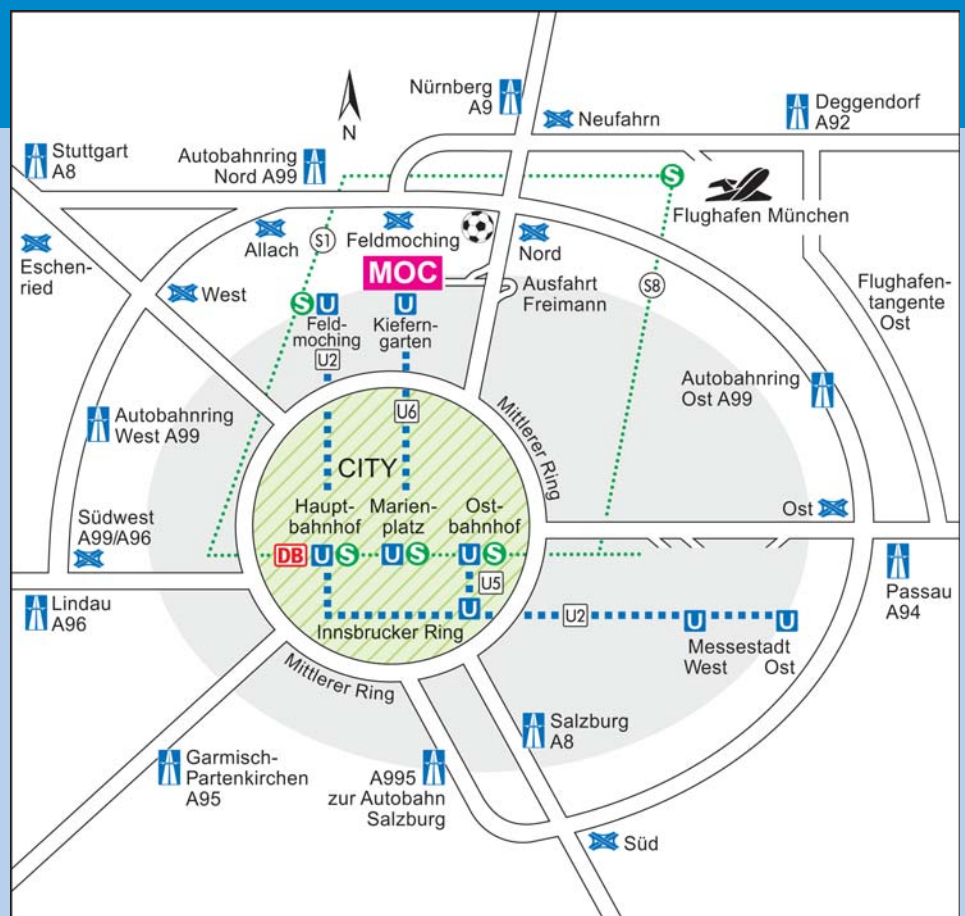 Nürnberg
A9
Neufahrn
Deggendorf
A92
Stuttgart
A8
Autobahnring
Nord A99
N
S
Flughafen München
Allach
S1
Feldmoching
Nord
Eschen-
ried
West
MOC
Ausfahrt
Freimann
S8
Flughafen-
tangente
Ost
S U
Feld-
moching
U2
U
Kiefern-
garten
Autobahnring
Ost A99
Autobahnring
West A99
U6
Mittlerer Ring
CITY
Haupt-
bahnhof
Marien-
platz
Ost-
bahnhof
Ost
Südwest
A99/A96
DB U S
U S
U S
U5
Passau
A94
Lindau
A96
U
Innsbrucker Ring
U2
U
U
Messestadt
West Ost
Mittlerer Ring
Salzburg
A8
Garmisch-
Partenkirchen
A95
A995
zur Autobahn
Salzburg
Süd